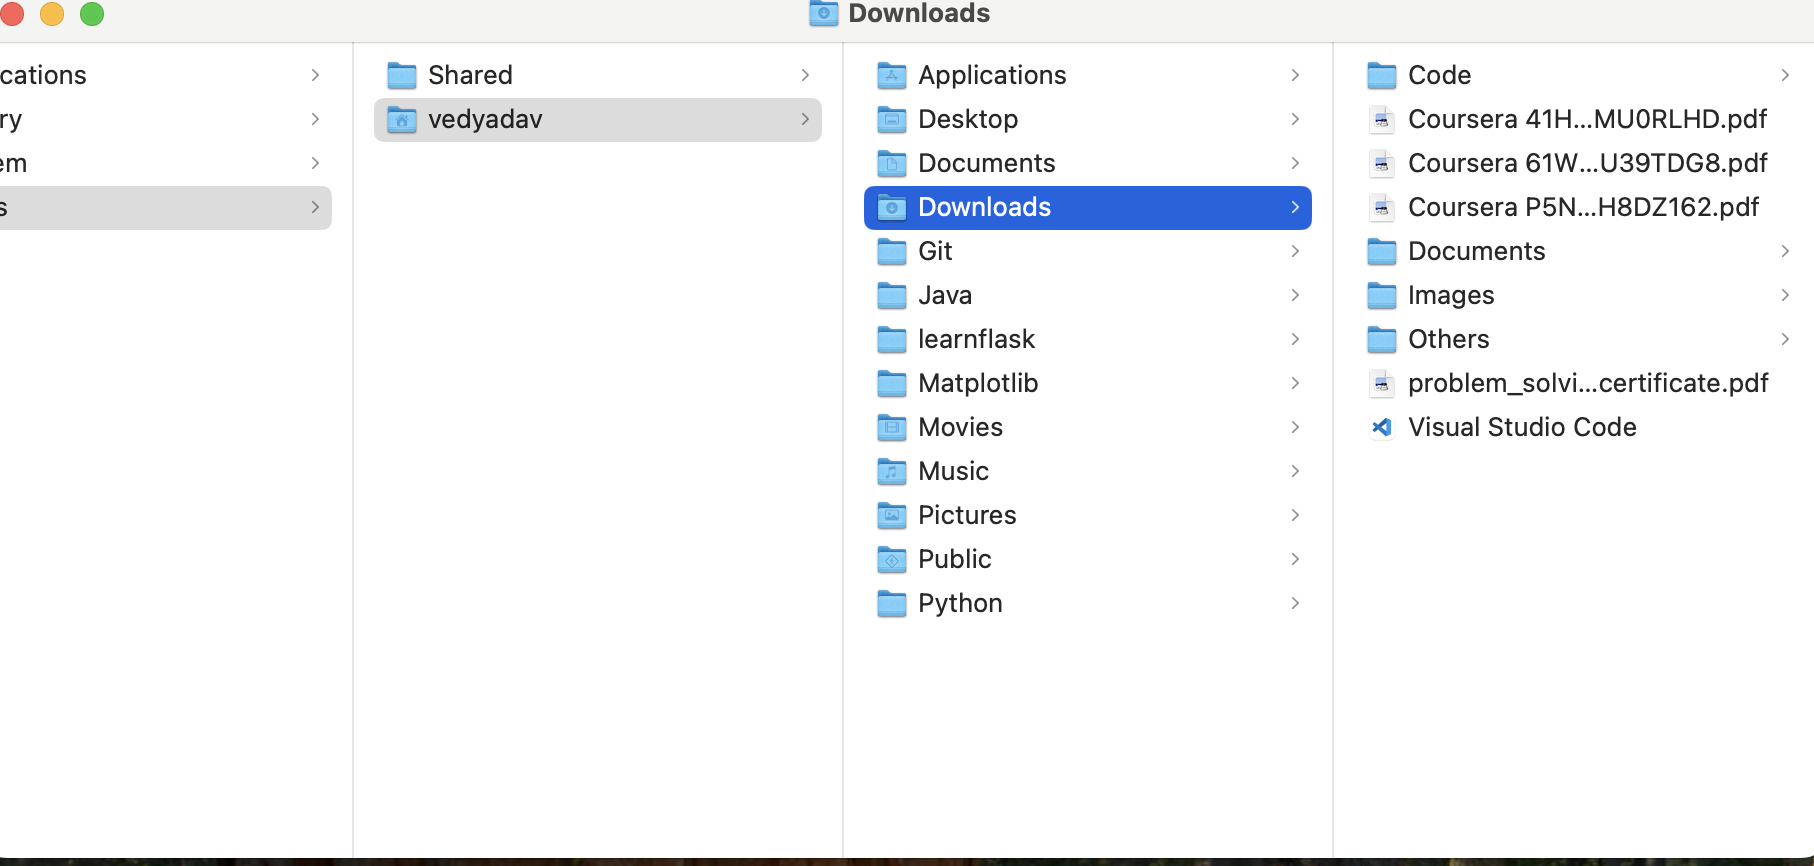 Downloads
cations
ry
em
s
Shared
vedyadav
Applications
Desktop
Documents
Downloads
Git
Java
learnflask
Matplotlib
Movies
Music
Pictures
Public
Python
Code
Coursera 41H...MU0RLHD.pdf
Coursera 61W...U39TDG8.pdf
Coursera P5N...H8DZ162.pdf
Documents
Images
Others
problem_solvi...certificate.pdf
Visual Studio Code